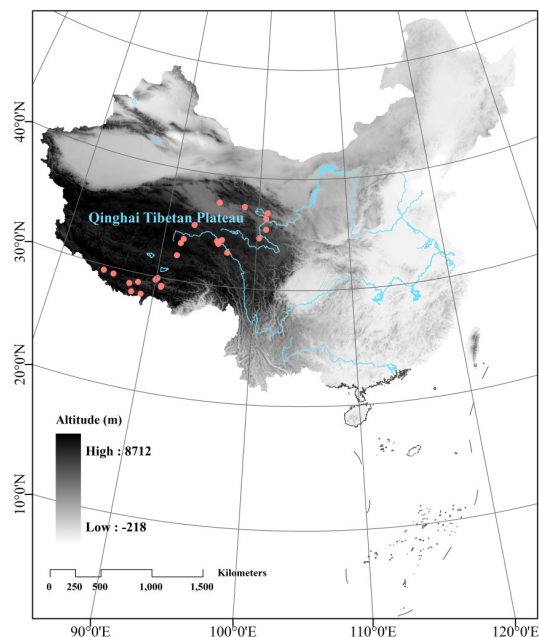 40°0'N
Qinghai Tibetan Plateau
30°0'N
20°0'N
Altitude (m)
High : 8712
Low : -218
10°0'N
Kilometers
0 250 500 1,000 1,500
90°0'E 100°0'E 110°0'E 120°0'E